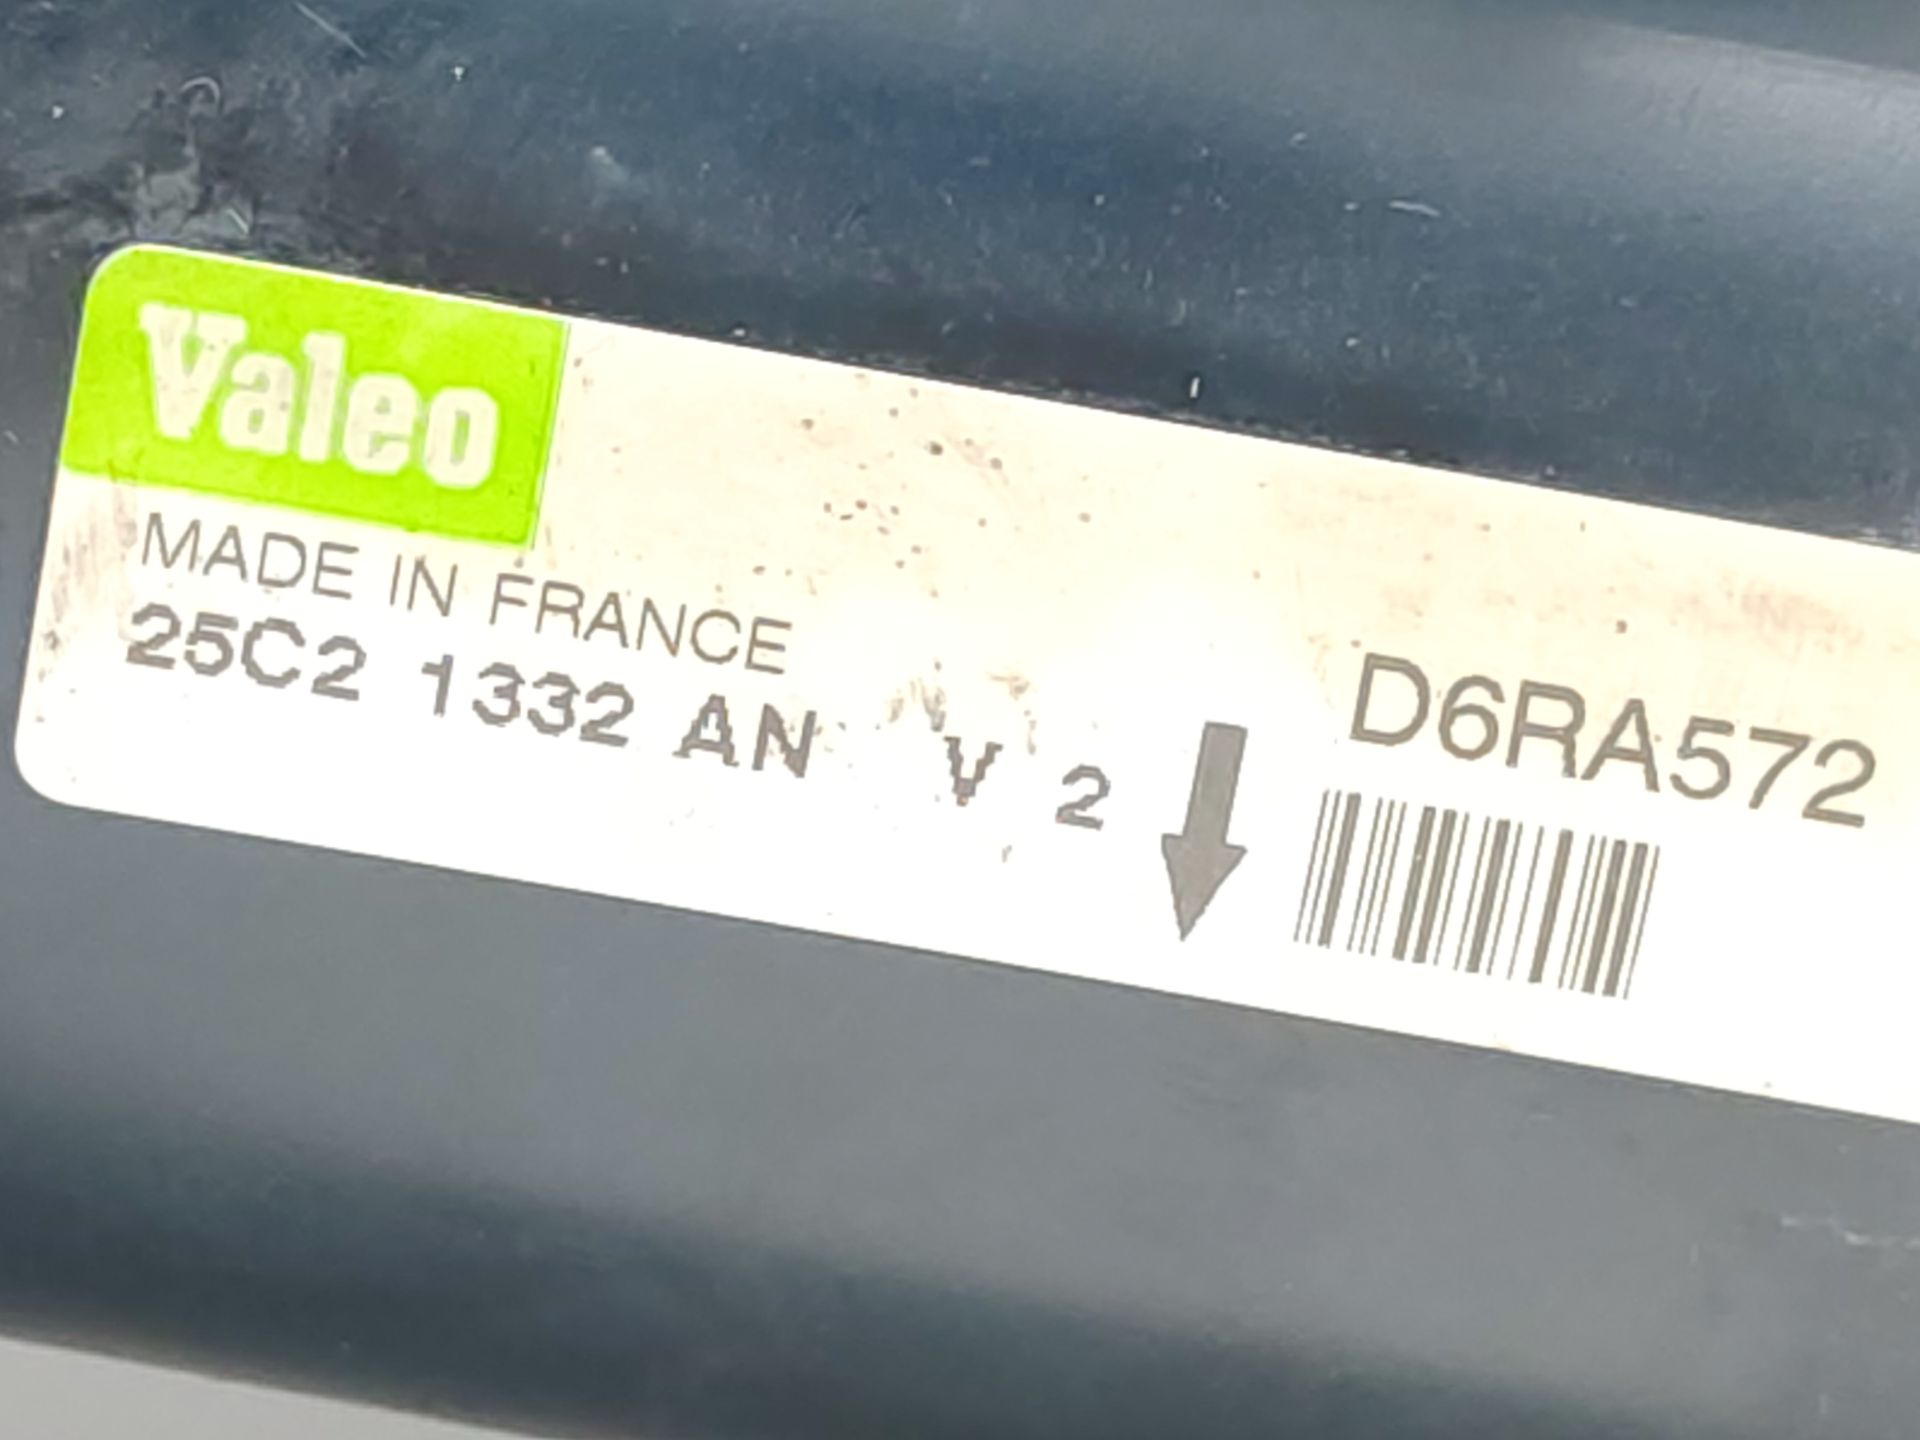 Valeo
MADE IN FRANCE
25C2 1332 AN V 2
D6RA572